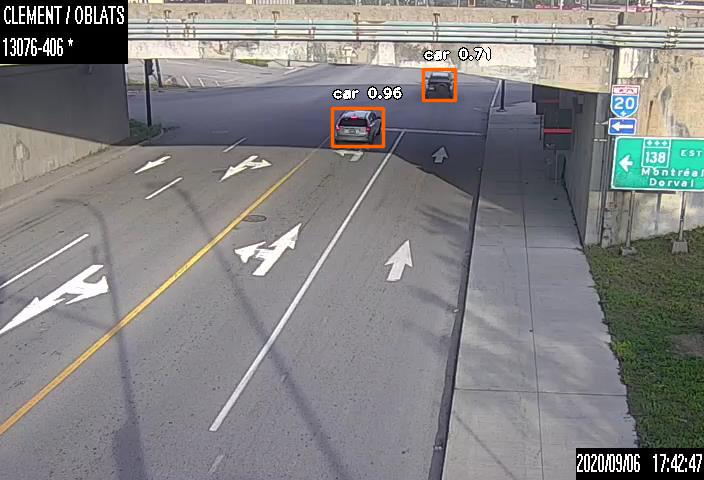 CLEMENT / OBLATS
13076-406 *
car 0.71
car 0.96
20
138 EST
Montréal
Dorval
2020/09/06 17:42:47